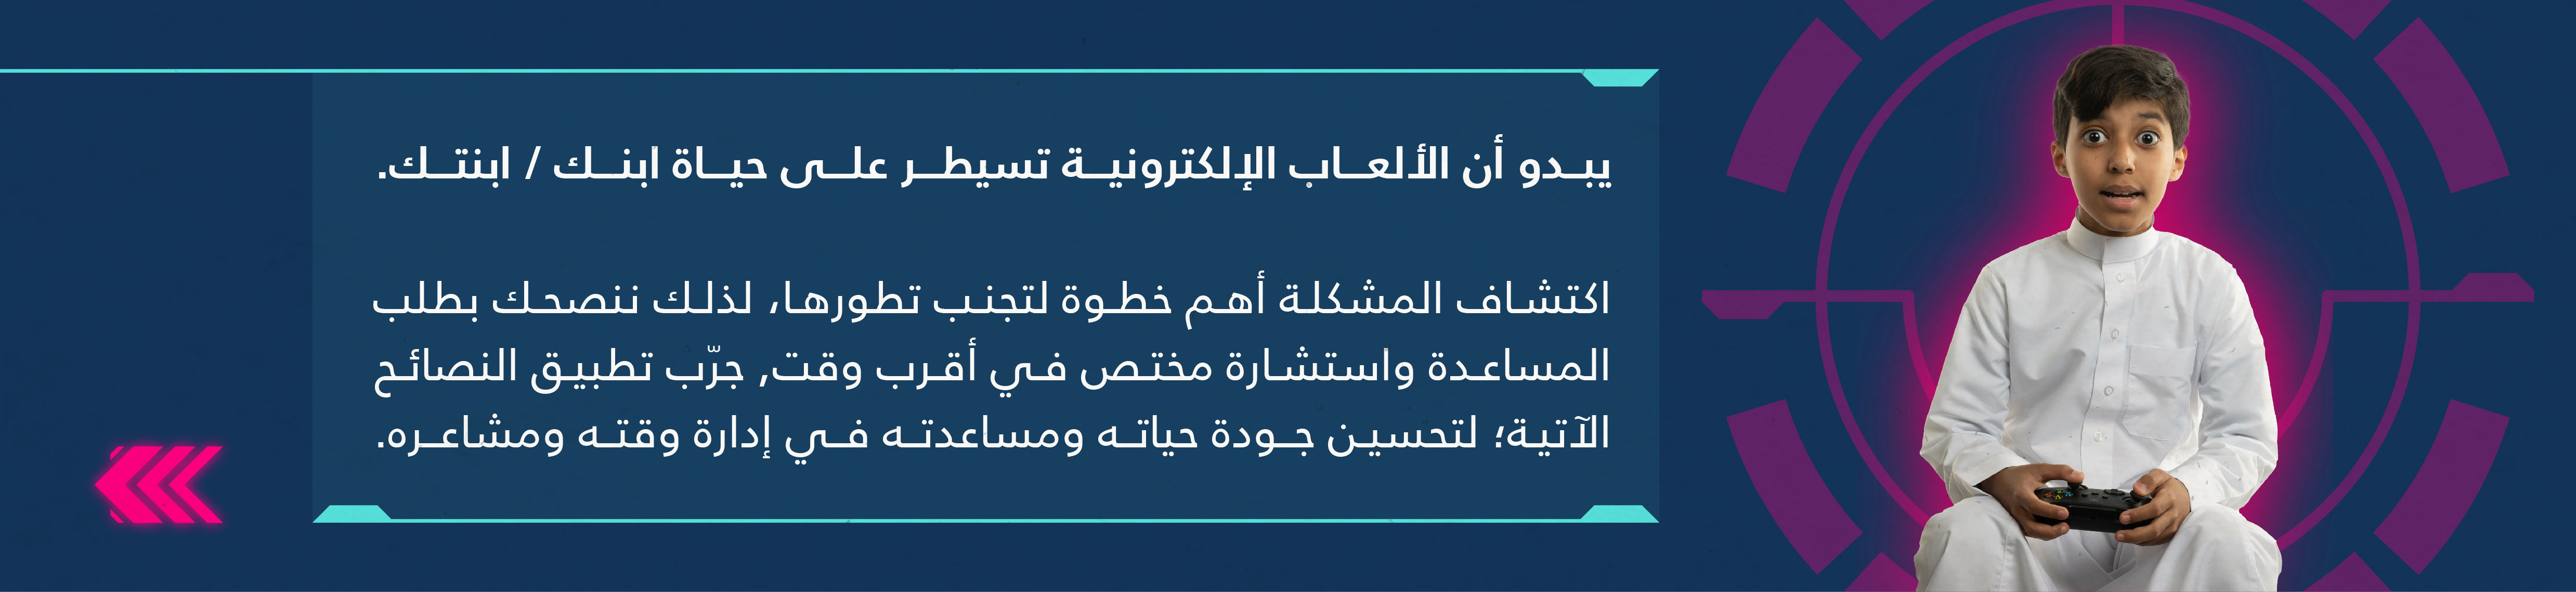 يبدو أن الألعاب الإلكترونية تسيطر على حياة ابنك / ابنتك.
اكتشاف المشكلة أهم خطوة لتجنب تطورها، لذلك ننصحك بطلب
المساعدة واستشارة مختص في أقرب وقت, جرّب تطبيق النصائح
الآتية؛ لتحسين جودة حياته ومساعدته في إدارة وقته ومشاعره.